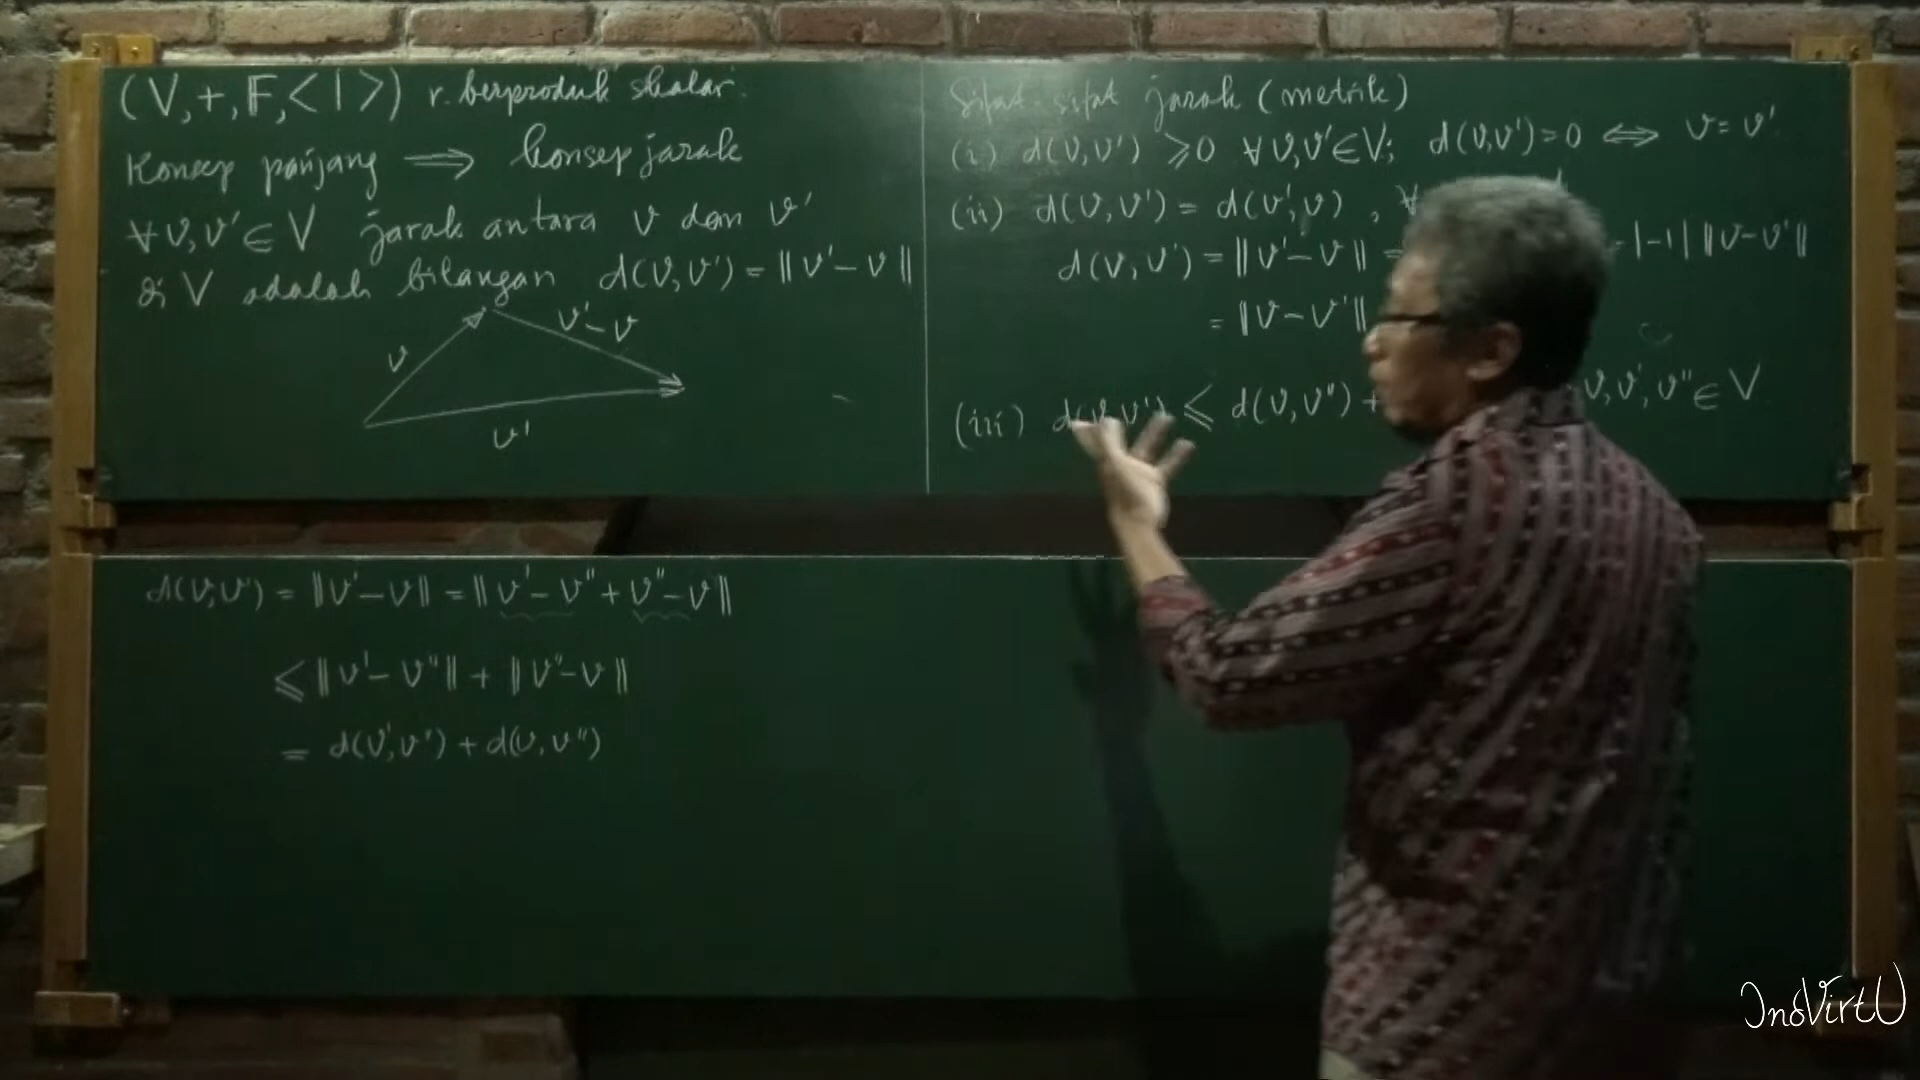 (V,+,F,<|>) r. berproduk skalar.
Konsep panjang ⟹ konsep jarak
∀ v,v' ∈ V jarak antara v dan v'
di V adalah bilangan d(v,v') = ‖v'-v‖
v
v'-v
v'
Sifat-sifat jarak (metrik)
(i) d(v,v') ⩾ 0 ∀ v,v' ∈ V; d(v,v')=0 ⟺ v = v'
(ii) d(v,v') = d(v',v), ∀
d(v,v') = ‖v'-v‖ = |-1| ‖v-v'‖
= ‖v-v'‖
(iii) d(v,v') ⩽ d(v,v'') + v,v',v'' ∈ V
d(v,v') = ‖v'-v‖ = ‖v'-v''+v''-v‖
⩽ ‖v'-v''‖ + ‖v''-v‖
= d(v',v'') + d(v,v'')
InoVirtU